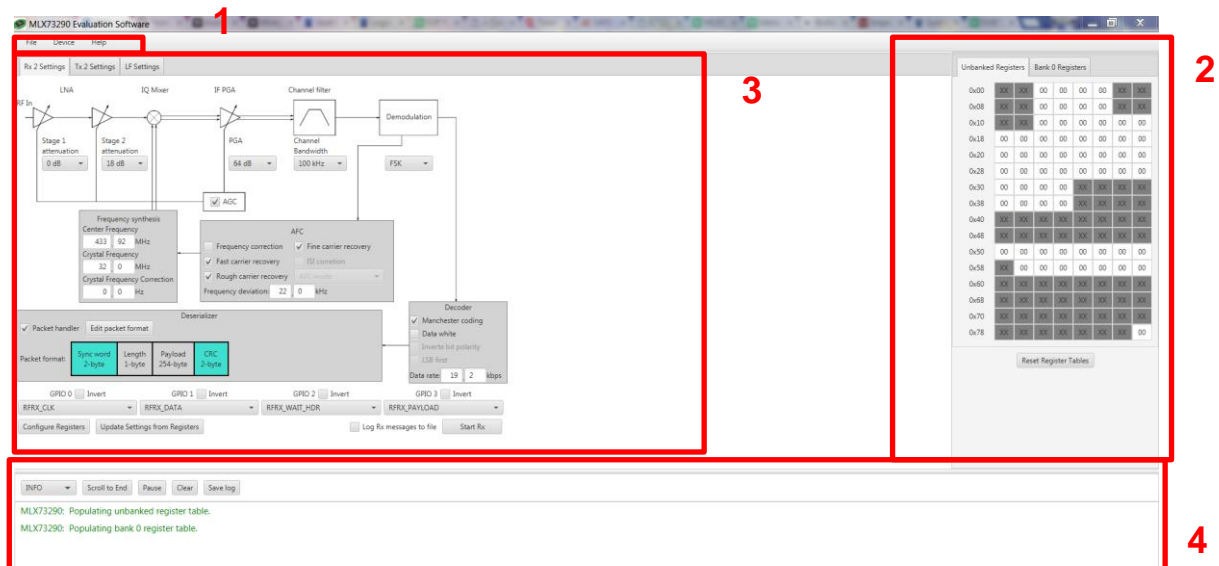 MLX73290 Evaluation Software
1
File Device Help
2
3
Rx 2 Settings Tx 2 Settings LF Settings
LNA IQ Mixer IF PGA Channel filter
RF In
Demodulation
Stage 1 attenuation
0 dB
Stage 2 attenuation
18 dB
PGA
64 dB
Channel Bandwidth
100 kHz
FSK
AGC
Frequency synthesis
Center Frequency
433 92 MHz
Crystal Frequency
32 0 MHz
Crystal Frequency Correction
0 0 Hz
AFC
Frequency correction Fine carrier recovery
Fast carrier recovery ISI corretion
Rough carrier recovery
Frequency deviation: 22 0 kHz
Decoder
Manchester coding
Data white
Inverte bit polarity
LSB first
Data rate: 19 2 kbps
Deserializer
Packet handler Edit packet format
Packet format: Sync word 2-byte Length 1-byte Payload 254-byte CRC 2-byte
GPIO 0 Invert GPIO 1 Invert GPIO 2 Invert GPIO 3 Invert
RFRX_CLK RFRX_DATA RFRX_WAIT_HDR RFRX_PAYLOAD
Configure Registers Update Settings from Registers Log Rx messages to file Start Rx
Unbanked Registers Bank 0 Registers
0x00 XX XX 00 00 00 00 XX XX
0x08 XX XX 00 00 00 00 XX XX
0x10 XX XX 00 00 00 00 00 00
0x18 00 00 00 00 00 00 00 00
0x20 00 00 00 00 00 00 00 00
0x28 00 00 00 00 00 00 00 00
0x30 00 00 00 00 XX XX XX XX
0x38 00 00 00 00 XX XX XX XX
0x40 XX XX XX XX XX XX XX XX
0x48 XX XX XX XX XX XX XX XX
0x50 00 00 00 00 00 00 00 00
0x58 XX 00 00 00 00 00 00 00
0x60 XX XX XX XX XX XX XX XX
0x68 XX XX XX XX XX XX XX XX
0x70 XX XX XX XX XX XX XX XX
0x78 XX XX XX XX XX XX XX 00
Reset Register Tables
INFO Scroll to End Pause Clear Save log
MLX73290: Populating unbanked register table.
MLX73290: Populating bank 0 register table.
4